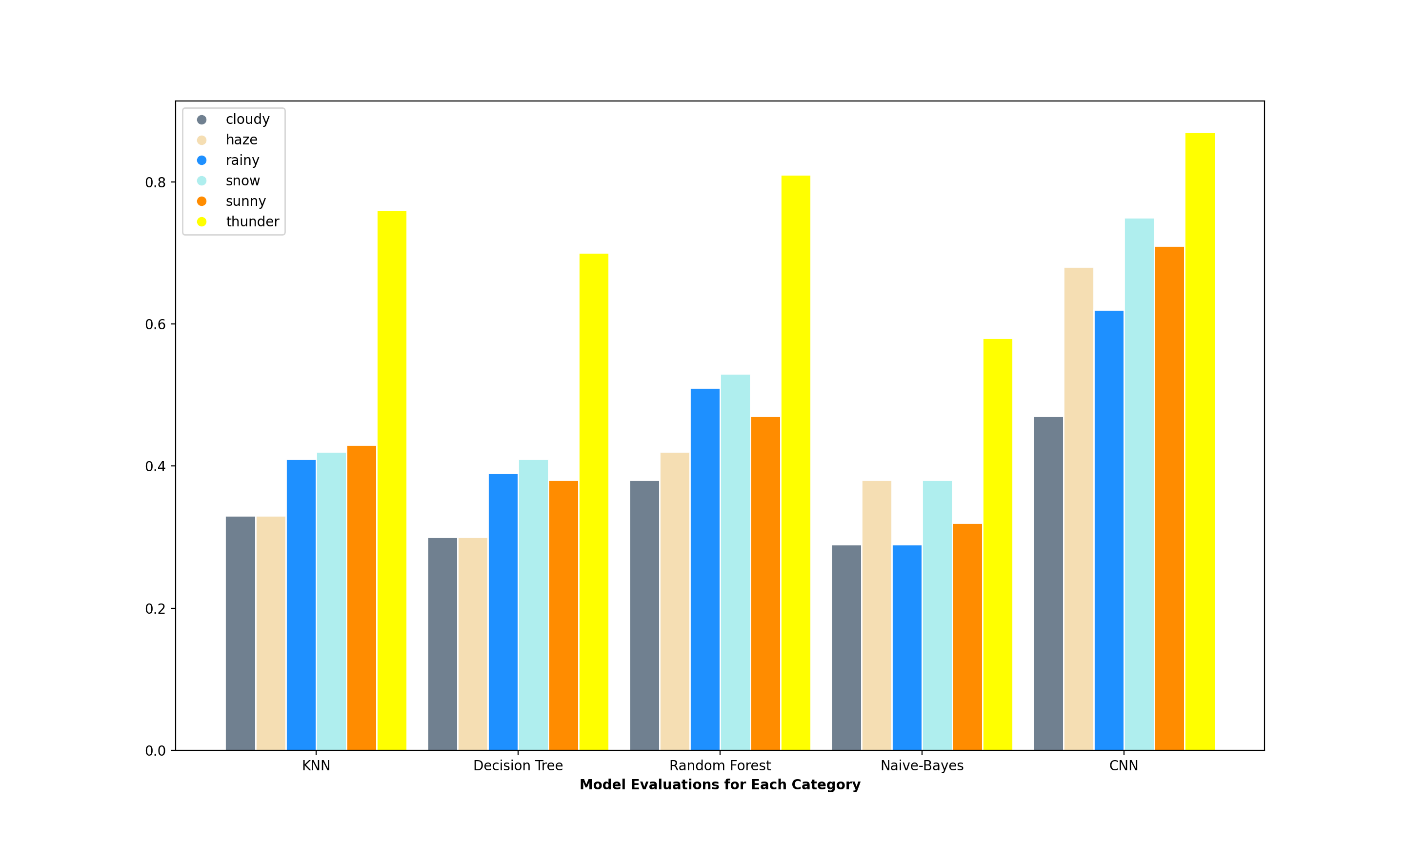 cloudy
haze
rainy
snow
sunny
thunder
0.8
0.6
0.4
0.2
0.0
KNN Decision Tree Random Forest Naive-Bayes CNN
Model Evaluations for Each Category